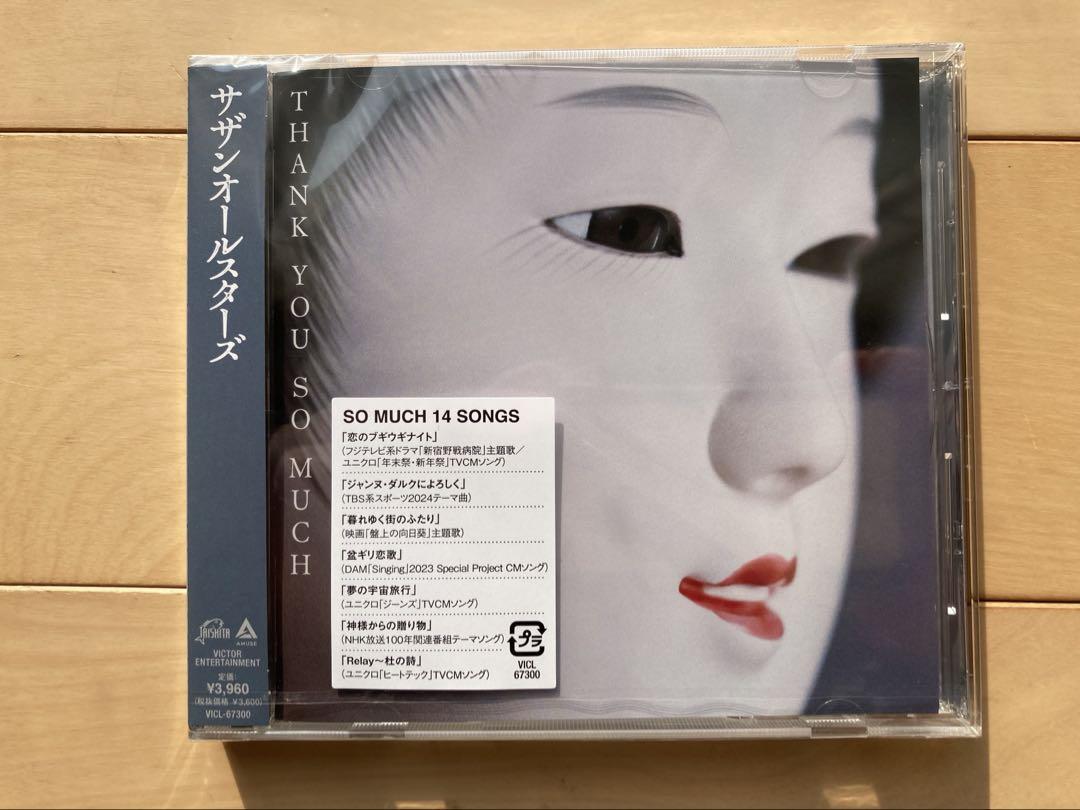 サザンオールスターズ
TAISHITA
AMUSE
VICTOR
ENTERTAINMENT
定価:
¥3,960
(税抜価格 ¥3,600)
VICL-67300
THANK YOU SO MUCH
SO MUCH 14 SONGS
「恋のブギウギナイト」
(フジテレビ系ドラマ「新宿野戦病院」主題歌/
ユニクロ「年末祭・新年祭」TVCMソング)
「ジャンヌ・ダルクによろしく」
(TBS系スポーツ2024テーマ曲)
「暮れゆく街のふたり」
(映画「盤上の向日葵」主題歌)
「盆ギリ恋歌」
(DAM「Singing」2023 Special Project CMソング)
「夢の宇宙旅行」
(ユニクロ「ジーンズ」TVCMソング)
「神様からの贈り物」
(NHK放送100年関連番組テーマソング)
「Relay〜杜の詩」
(ユニクロ「ヒートテック」TVCMソング)
プラ
VICL
67300